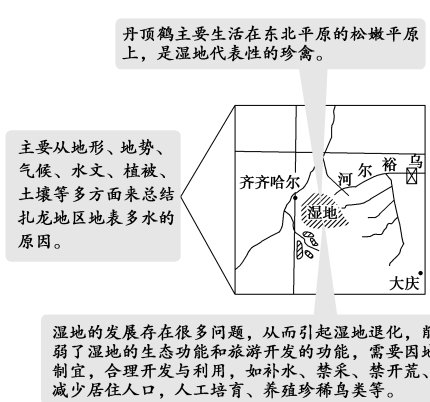 丹顶鹤主要生活在东北平原的松嫩平原
上，是湿地代表性的珍禽。
主要从地形、地势、
气候、水文、植被、
土壤等多方面来总结
扎龙地区地表多水的
原因。
乌
裕
尔
河
齐齐哈尔
湿地
大庆
湿地的发展存在很多问题，从而引起湿地退化，削
弱了湿地的生态功能和旅游开发的功能，需要因地
制宜，合理开发与利用，如补水、禁采、禁开荒、
减少居住人口，人工培育、养殖珍稀鸟类等。